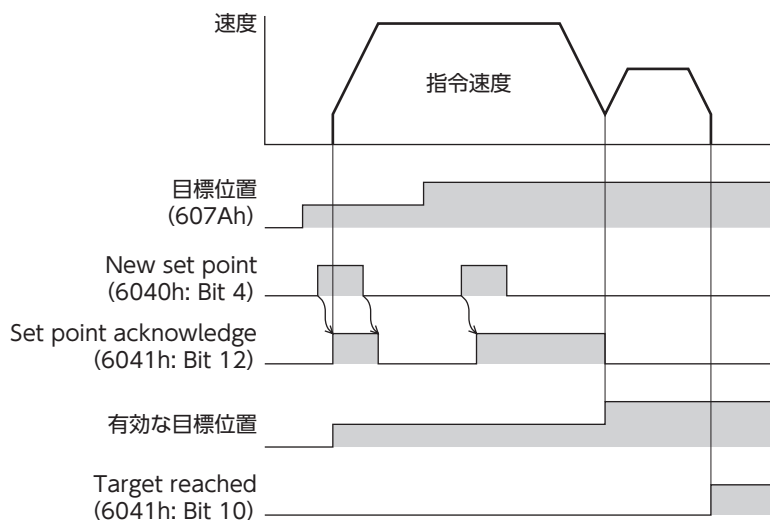 速度
指令速度
目標位置
(607Ah)
New set point
(6040h: Bit 4)
Set point acknowledge
(6041h: Bit 12)
有効な目標位置
Target reached
(6041h: Bit 10)